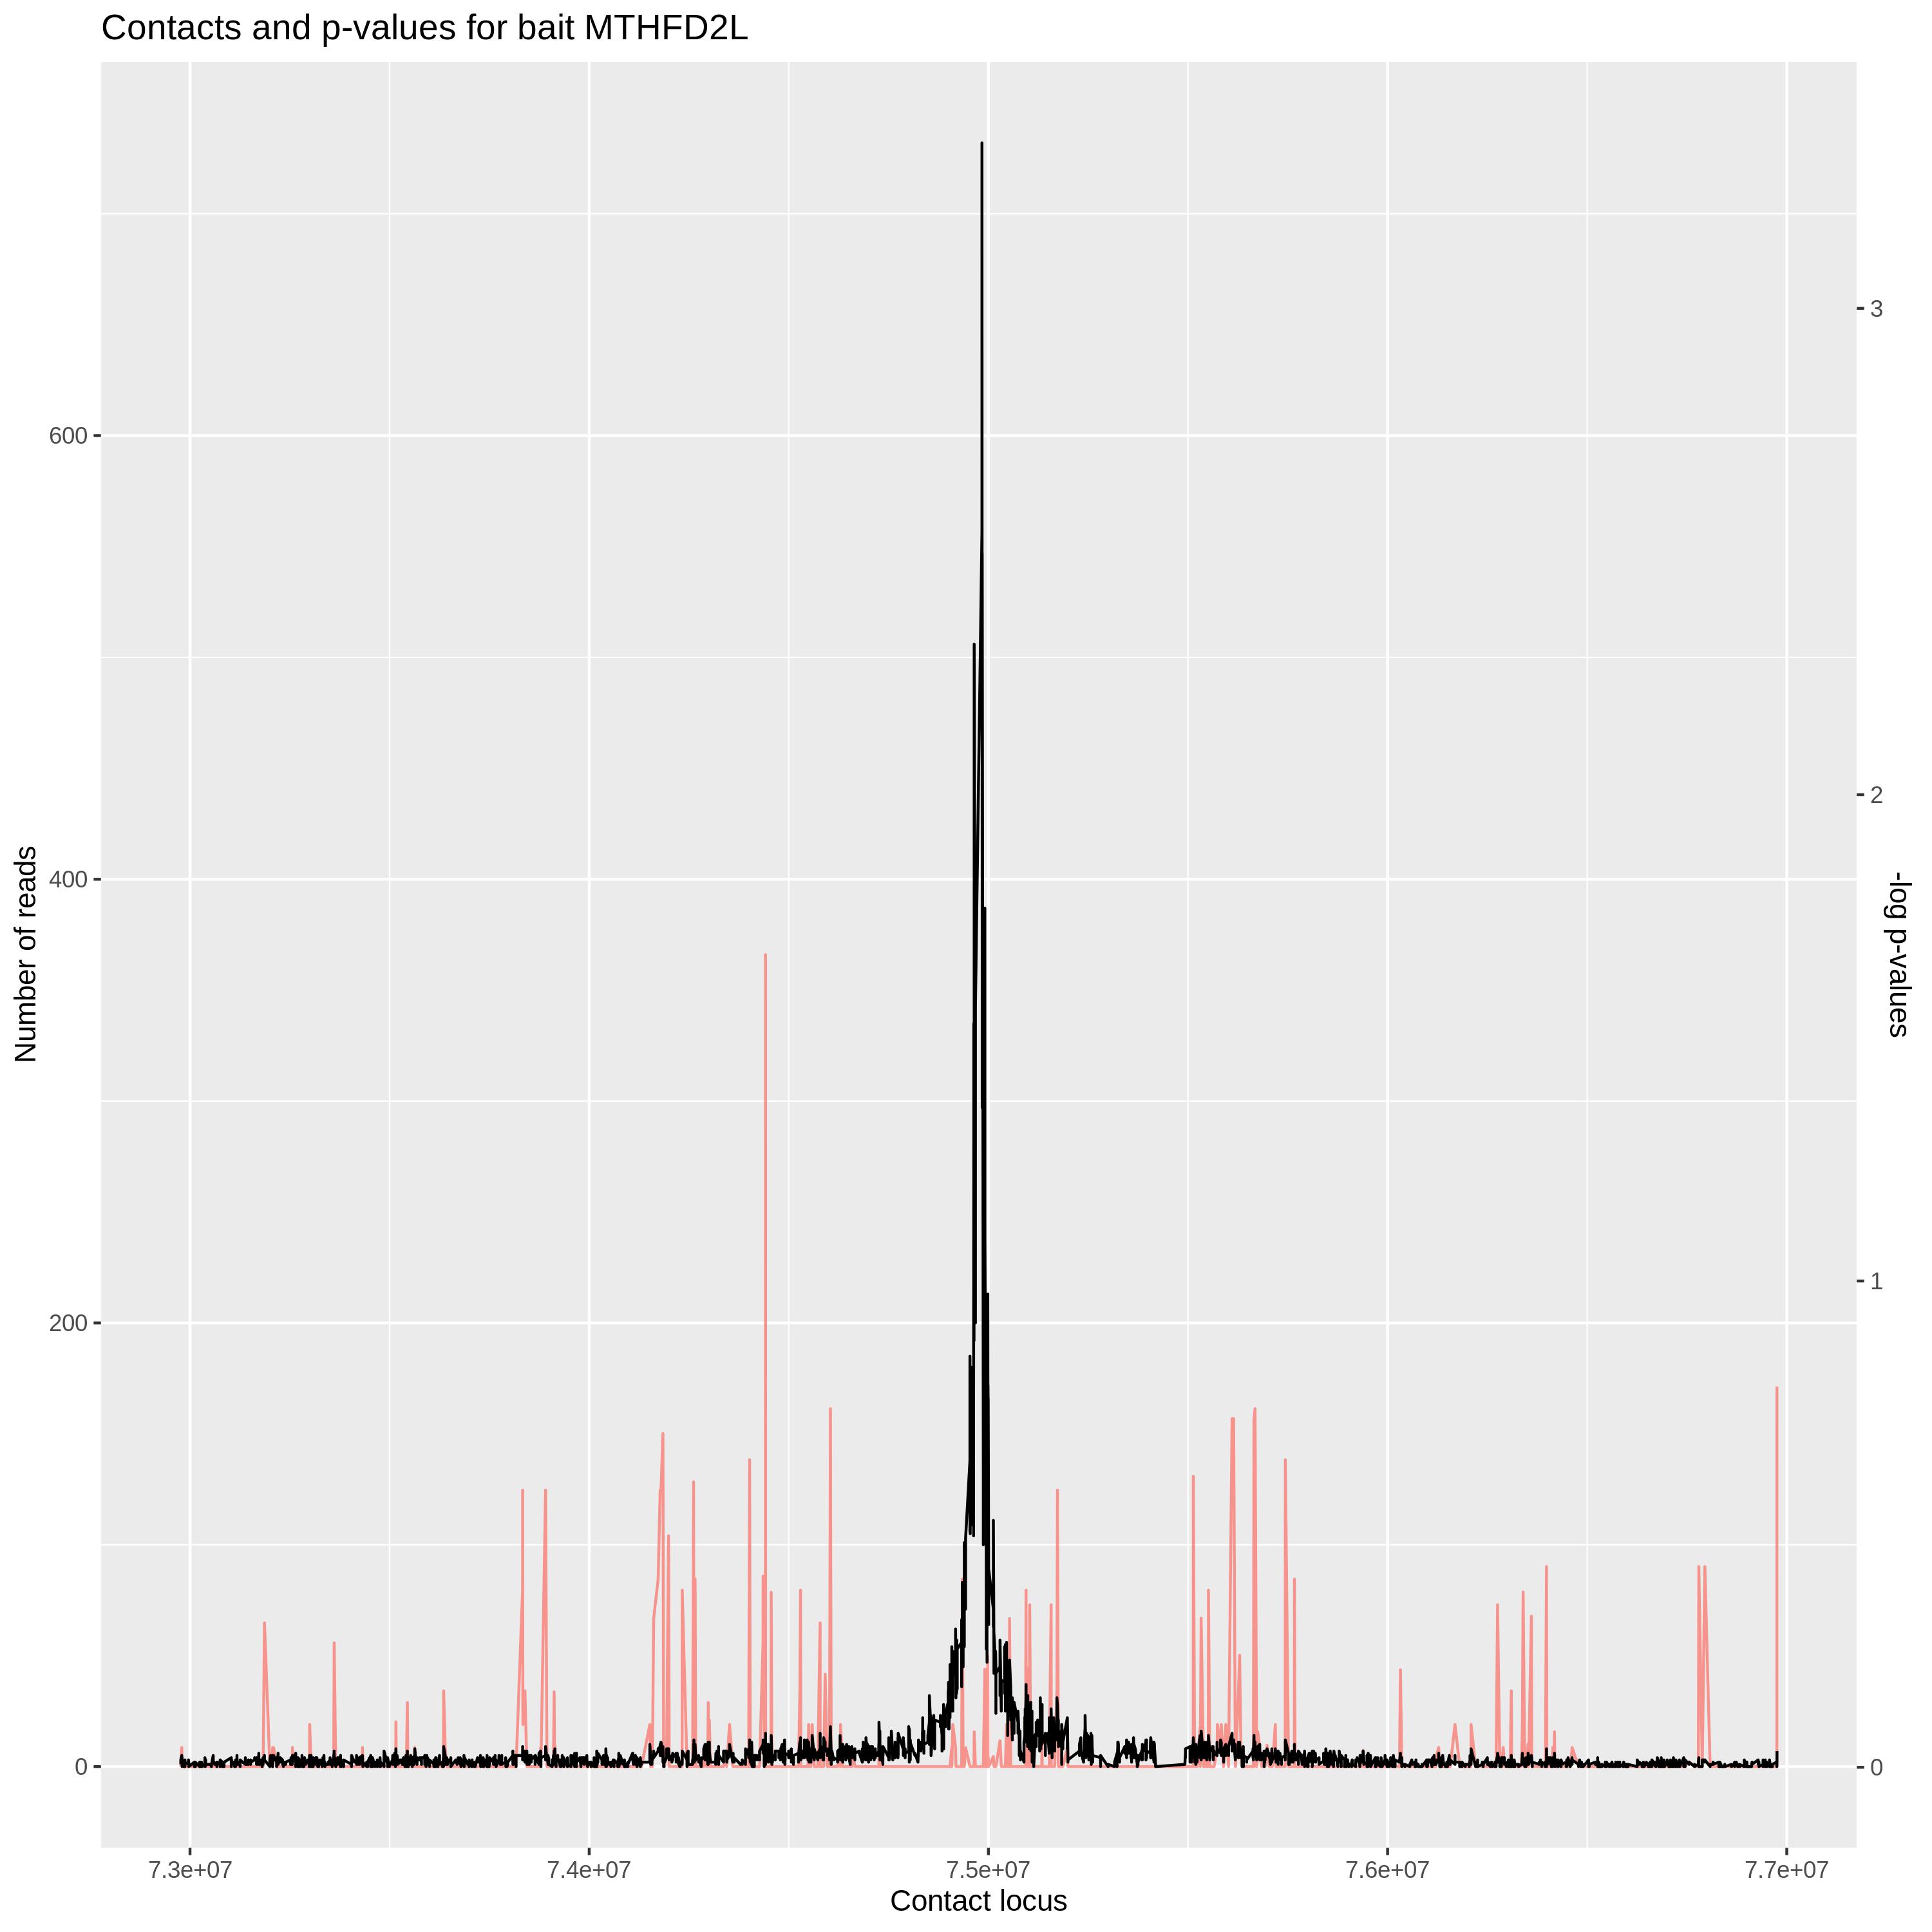 Contacts and p-values for bait MTHFD2L
Number of reads
600
400
200
0
3
2
1
0
-log p-values
7.3e+07
7.4e+07
7.5e+07
7.6e+07
7.7e+07
Contact locus